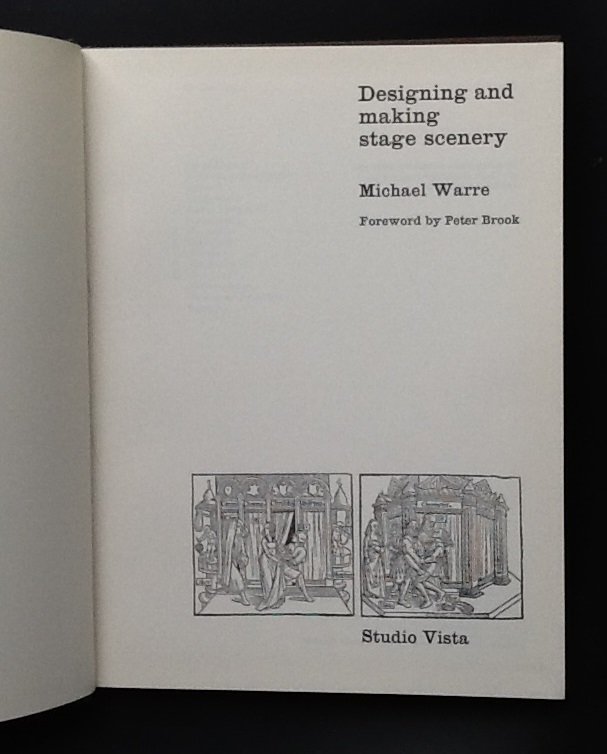 Designing and
making
stage scenery
Michael Warre
Foreword by Peter Brook
Studio Vista